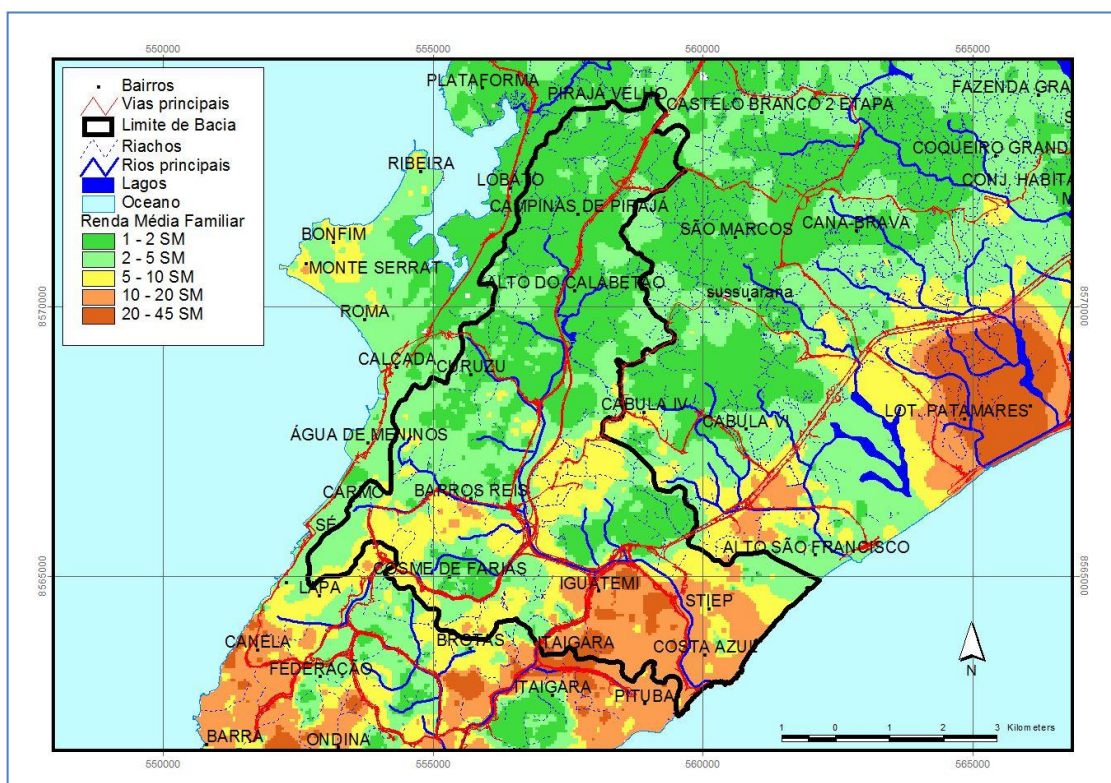 550000 555000 560000 565000
Bairros
Vias principais
Limite de Bacia
Riachos
Rios principais
Lagos
Oceano
Renda Média Familiar
1 - 2 SM
2 - 5 SM
5 - 10 SM
10 - 20 SM
20 - 45 SM
PLATAFORMA
PIRAJÁ VELHO
CASTELO BRANCO 2 ETAPA
FAZENDA GRA
S
RIBEIRA
COQUEIRO GRAND
LOBATO
CONJ. HABITA
M
CAMPINAS DE PIRAJÁ
SÃO MARCOS
CANA-BRAVA
BONFIM
MONTE SERRAT
ALTO DO CALABETÃO
sussuarana
8570000
8570000
ROMA
CALÇADA
CURUZU
CABULA IV
CABULA VI
LOT. PATAMARES
ÁGUA DE MENINOS
CARMO
BARROS REIS
SÉ
ALTO SÃO FRANCISCO
COSME DE FARIAS
8565000
8565000
LAPA
IGUATEMI
STIEP
CANELA
BROTAS
ITAIGARA
COSTA AZUL
FEDERAÇÃO
ITAIGARA
PITUBA
N
BARRA
ONDINA
1 0 1 2 3 Kilometers
550000 555000 560000 565000